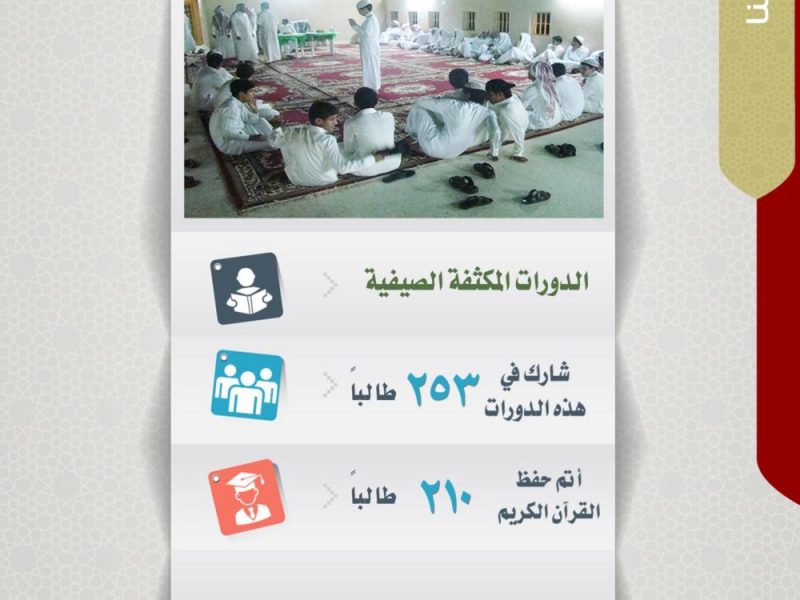 الدورات المكثفة الصيفية
شارك في
هذه الدورات ٢٥٣ طالباً
أتم حفظ
القرآن الكريم ٢١٠ طالباً